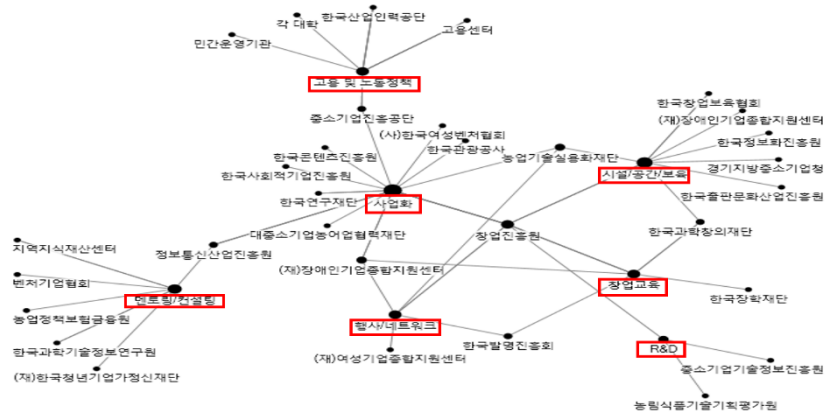 한국산업인력공단
각 대학
고용센터
민간운영기관
고용 및 노동정책
한국창업보육협회
중소기업진흥공단
(재)장애인기업종합지원센터
(사)한국여성벤처협회
한국정보화진흥원
한국콘텐츠진흥원
한국관광공사
농업기술실용화재단
경기지방중소기업청
한국사회적기업진흥원
시설/공간/보육
한국연구재단
사업화
한국출판문화산업진흥원
대중소기업농어업협력재단
창업진흥원
한국과학창의재단
지역지식재산센터
정보통신산업진흥원
(재)장애인기업종합지원센터
벤처기업협회
멘토링/컨설팅
창업교육
한국장학재단
농업정책보험금융원
행사/네트워크
한국과학기술정보연구원
(재)여성기업종합지원센터
한국발명진흥회
R&D
(재)한국청년기업가정신재단
중소기업기술정보진흥원
농림식품기술기획평가원